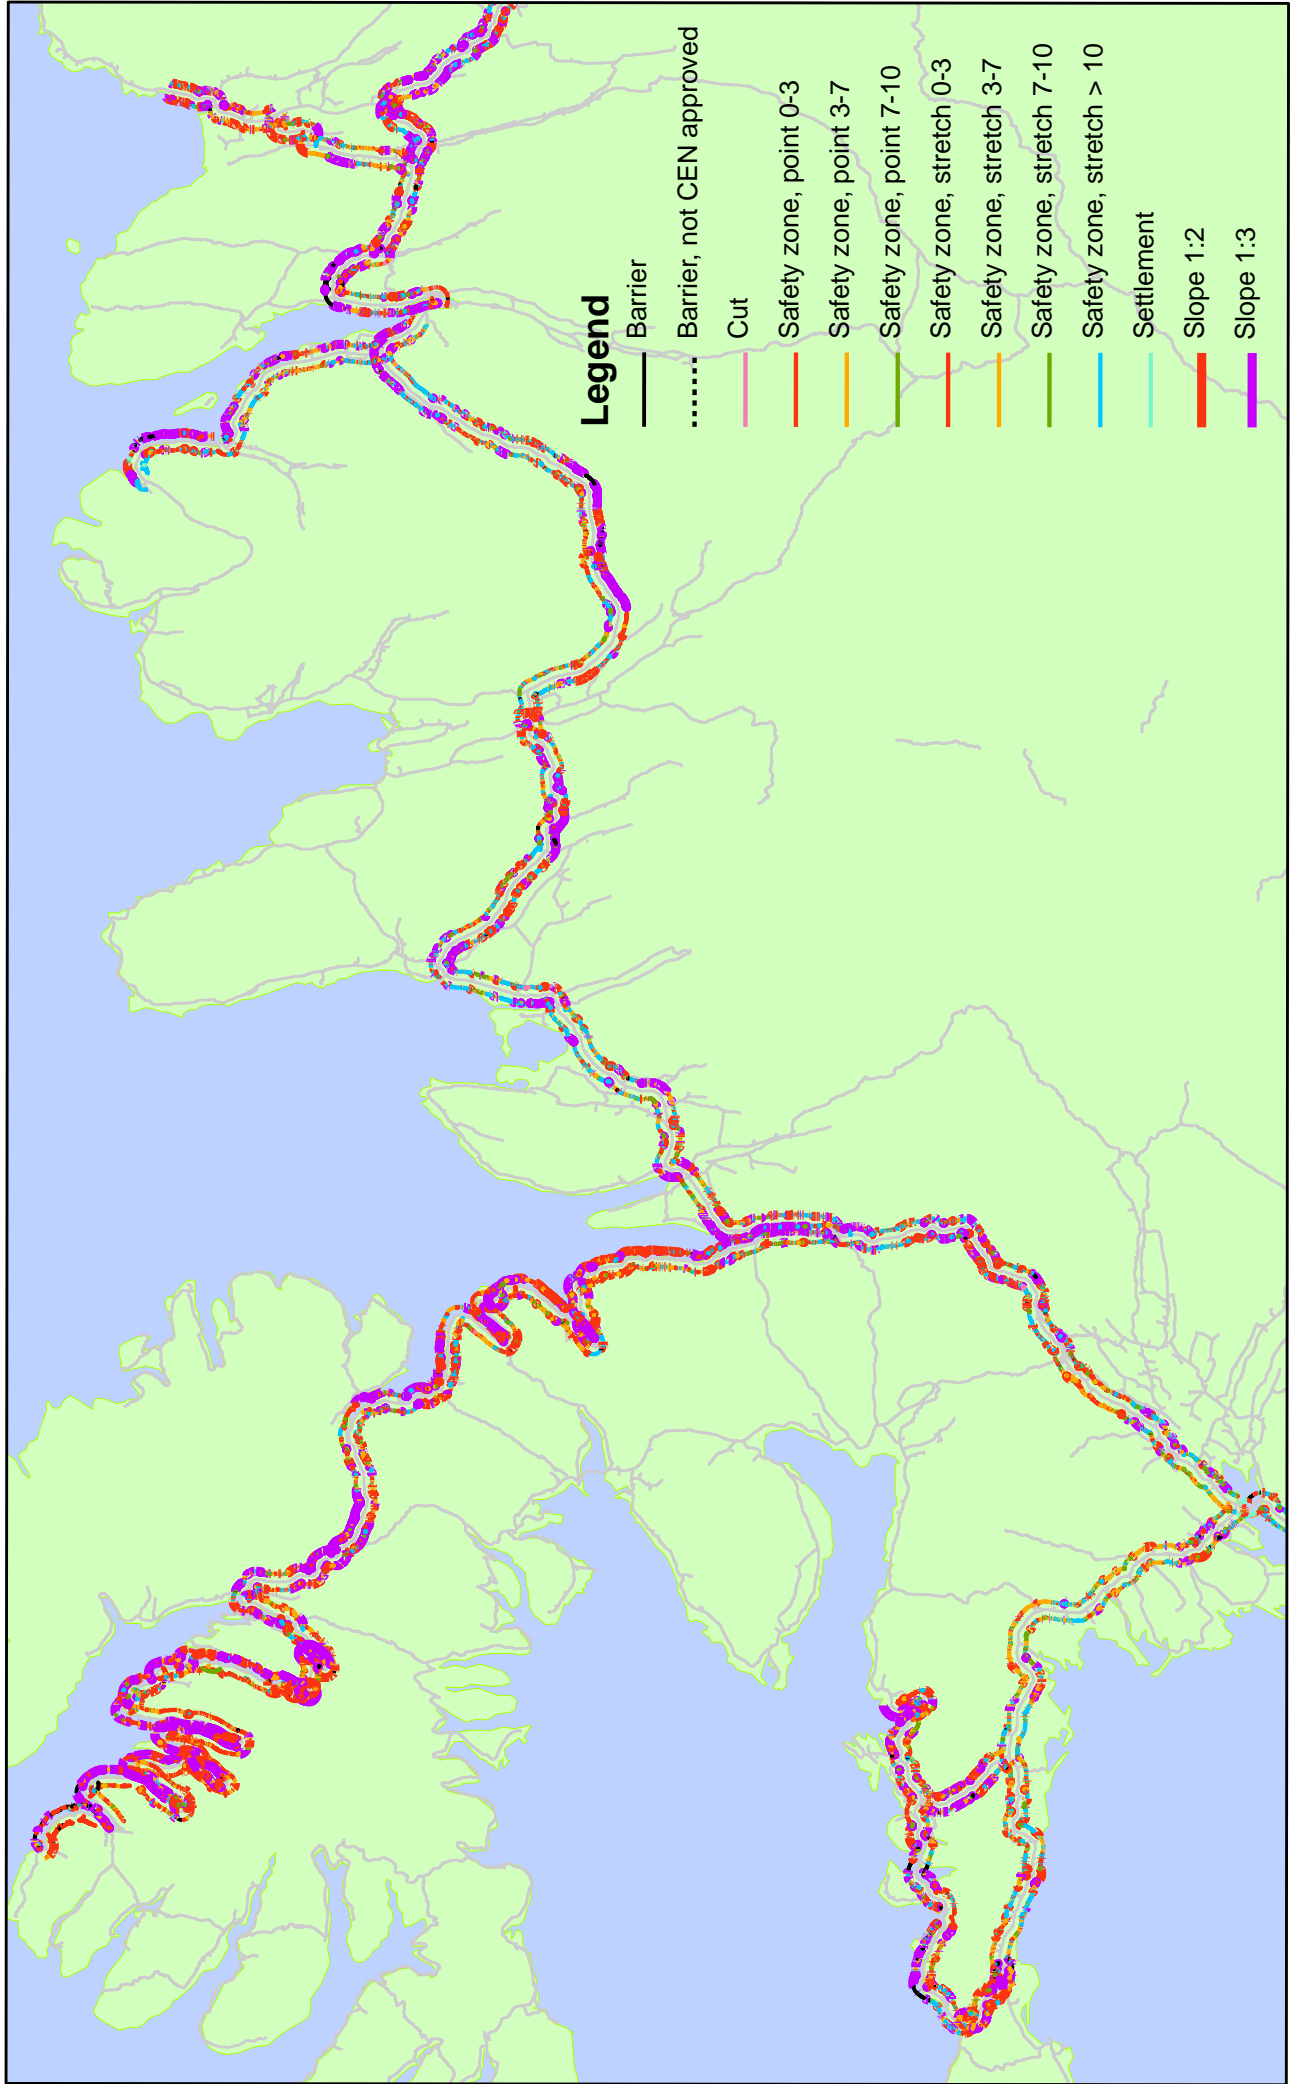 Legend
Barrier
Barrier, not CEN approved
Cut
Safety zone, point 0-3
Safety zone, point 3-7
Safety zone, point 7-10
Safety zone, stretch 0-3
Safety zone, stretch 3-7
Safety zone, stretch 7-10
Safety zone, stretch > 10
Settlement
Slope 1:2
Slope 1:3